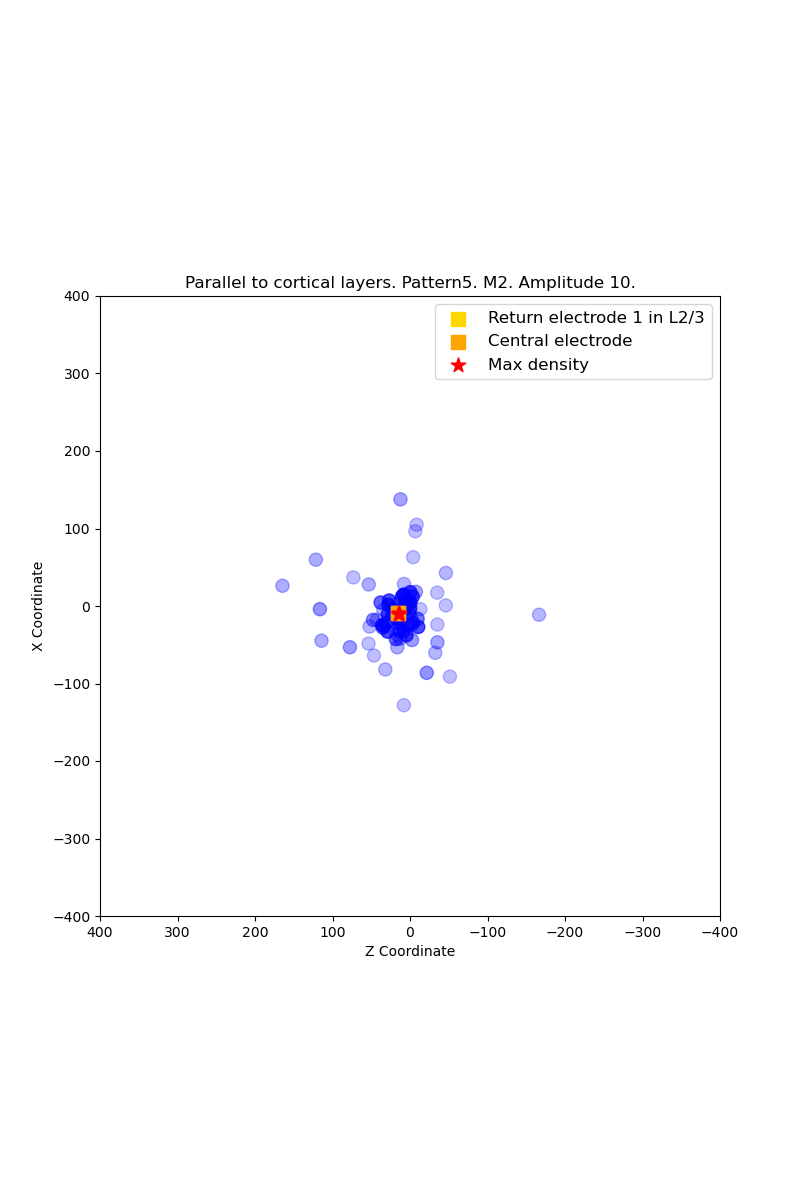 Parallel to cortical layers. Pattern5. M2. Amplitude 10.
Return electrode 1 in L2/3
Central electrode
Max density
400
300
200
100
0
−100
−200
−300
−400
X Coordinate
400 300 200 100 0 −100 −200 −300 −400
Z Coordinate